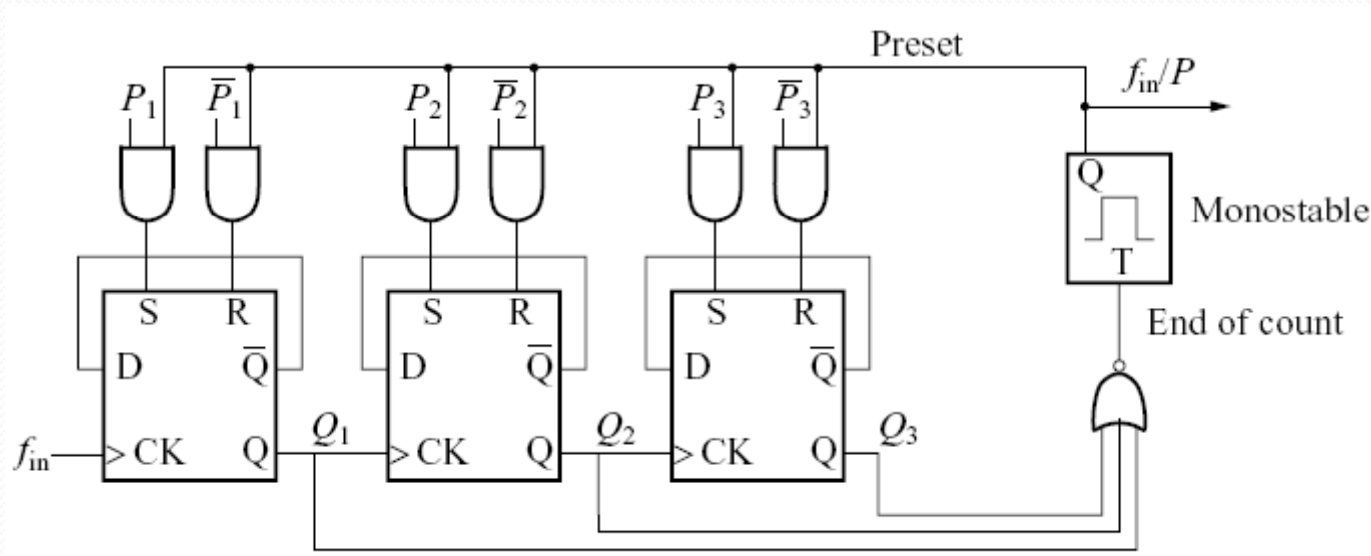 Preset
f_in/P
P_1 P̅_1 P_2 P̅_2 P_3 P̅_3
Q
Monostable
T
S R S R S R
End of count
D Q̅ D Q̅ D Q̅
Q_1 Q_2 Q_3
f_in CK Q CK Q CK Q